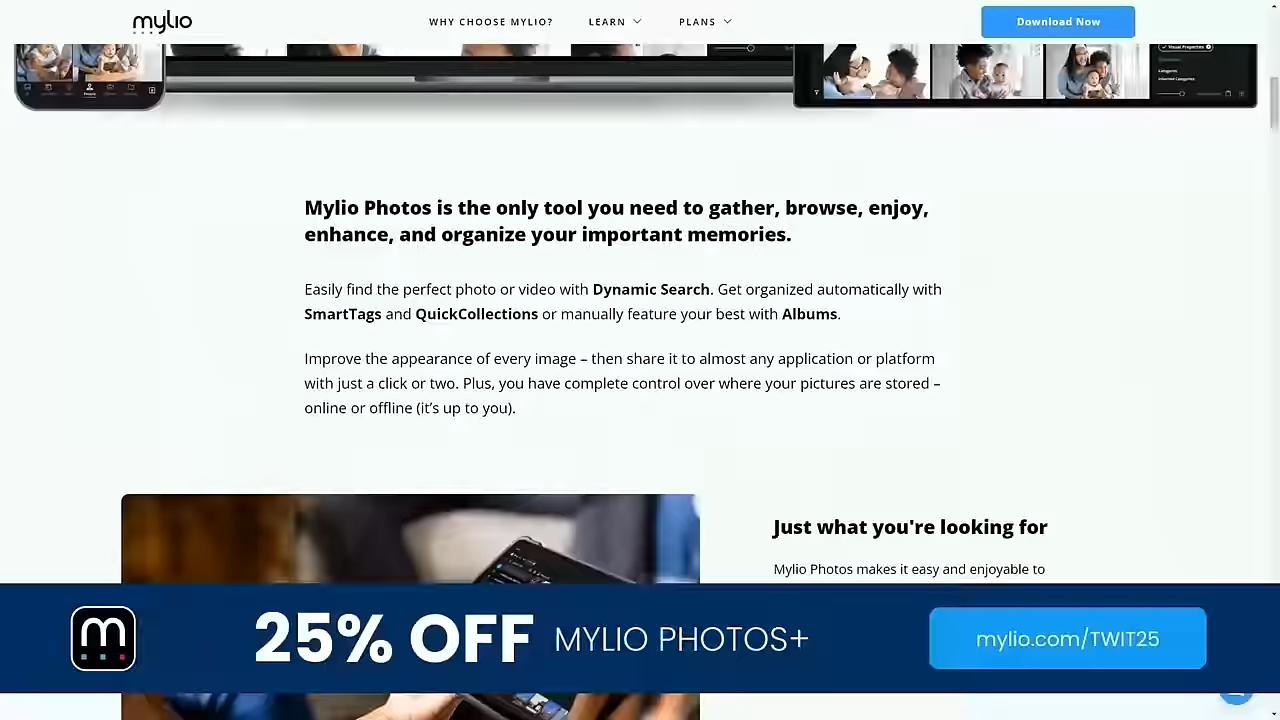 mylio
WHY CHOOSE MYLIO?
LEARN
PLANS
Download Now
Visual Properties
People
Mylio Photos is the only tool you need to gather, browse, enjoy,
enhance, and organize your important memories.
Easily find the perfect photo or video with Dynamic Search. Get organized automatically with
SmartTags and QuickCollections or manually feature your best with Albums.
Improve the appearance of every image – then share it to almost any application or platform
with just a click or two. Plus, you have complete control over where your pictures are stored –
online or offline (it’s up to you).
Just what you're looking for
Mylio Photos makes it easy and enjoyable to
m
25% OFF MYLIO PHOTOS+
mylio.com/TWIT25